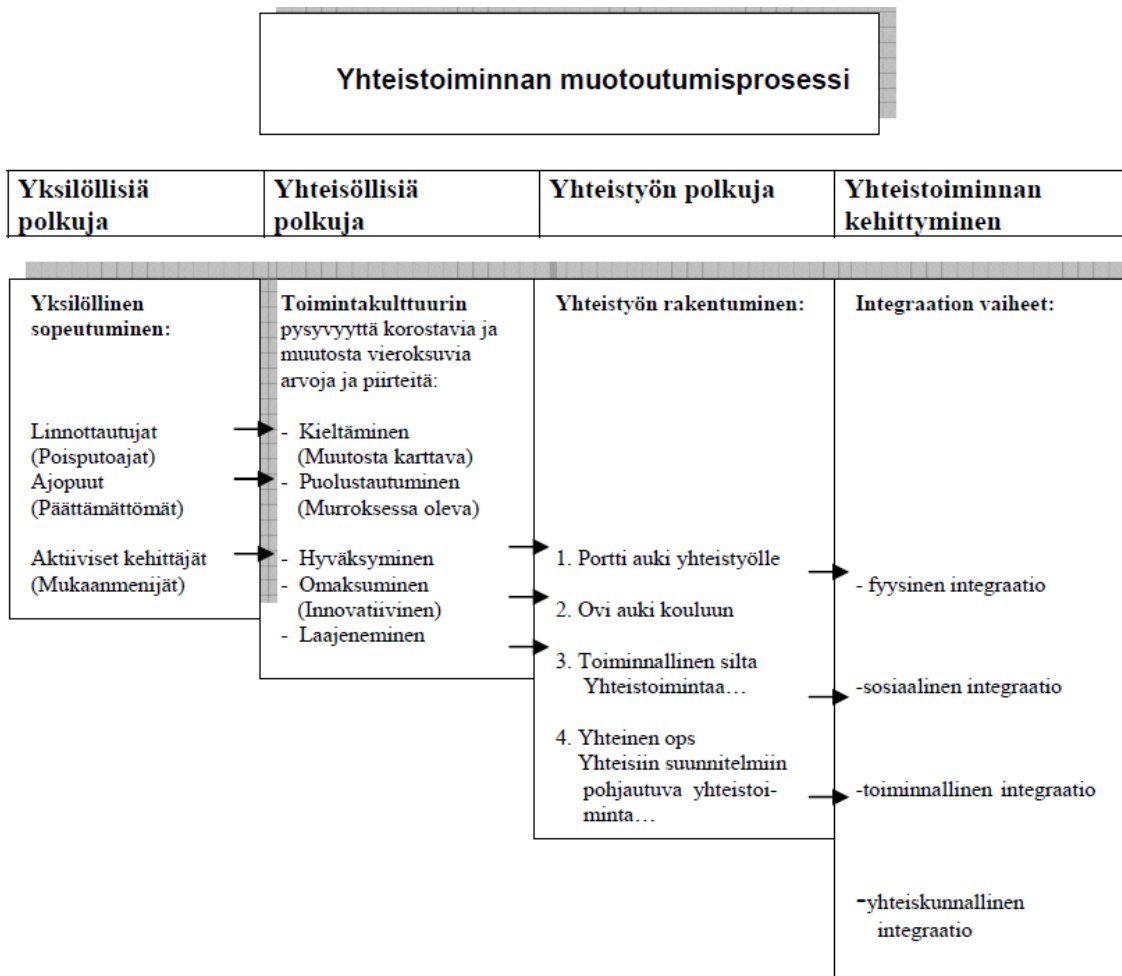 Yhteistoiminnan muotoutumisprosessi
Yksilöllisiä
polkuja
Yhteisöllisiä
polkuja
Yhteistyön polkuja
Yhteistoiminnan
kehittyminen
Yksilöllinen
sopeutuminen:
Linnottautujat
(Poisputoajat)
Ajopuut
(Päättämättömät)
Aktiiviset kehittäjät
(Mukaanmenijät)
Toimintakulttuurin
pysyvyyttä korostavia ja
muutosta vieroksuvia
arvoja ja piirteitä:
- Kieltäminen
(Muutosta karttava)
- Puolustautuminen
(Murroksessa oleva)
- Hyväksyminen
- Omaksuminen
(Innovatiivinen)
- Laajeneminen
Yhteistyön rakentuminen:
1. Portti auki yhteistyölle
2. Ovi auki kouluun
3. Toiminnallinen silta
Yhteistoimintaa…
4. Yhteinen ops
Yhteisiin suunnitelmiin
pohjautuva yhteistoi-
minta…
Integraation vaiheet:
- fyysinen integraatio
-sosiaalinen integraatio
-toiminnallinen integraatio
-yhteiskunnallinen
integraatio